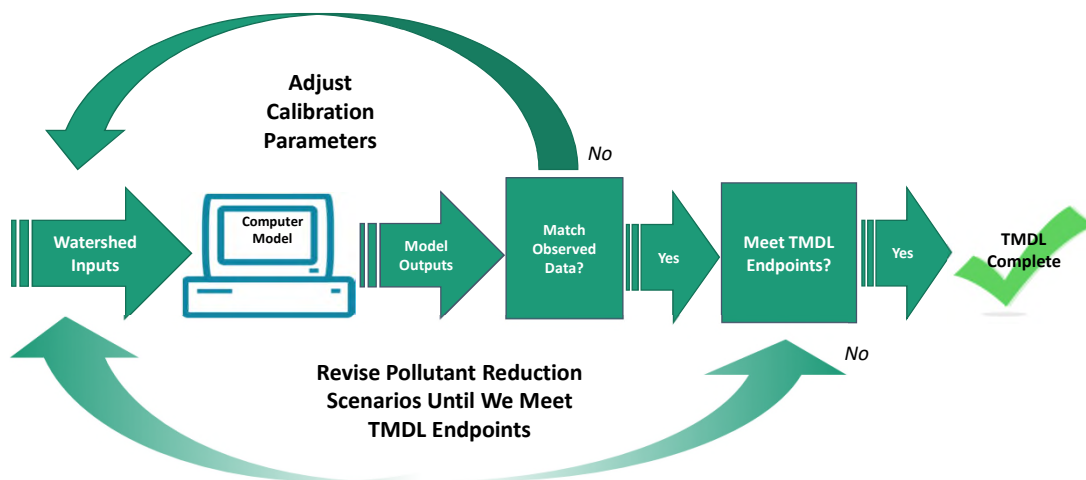 Adjust
Calibration
Parameters
No
Watershed
Inputs
Computer
Model
Model
Outputs
Match
Observed
Data?
Yes
Meet TMDL
Endpoints?
Yes
TMDL
Complete
No
Revise Pollutant Reduction
Scenarios Until We Meet
TMDL Endpoints